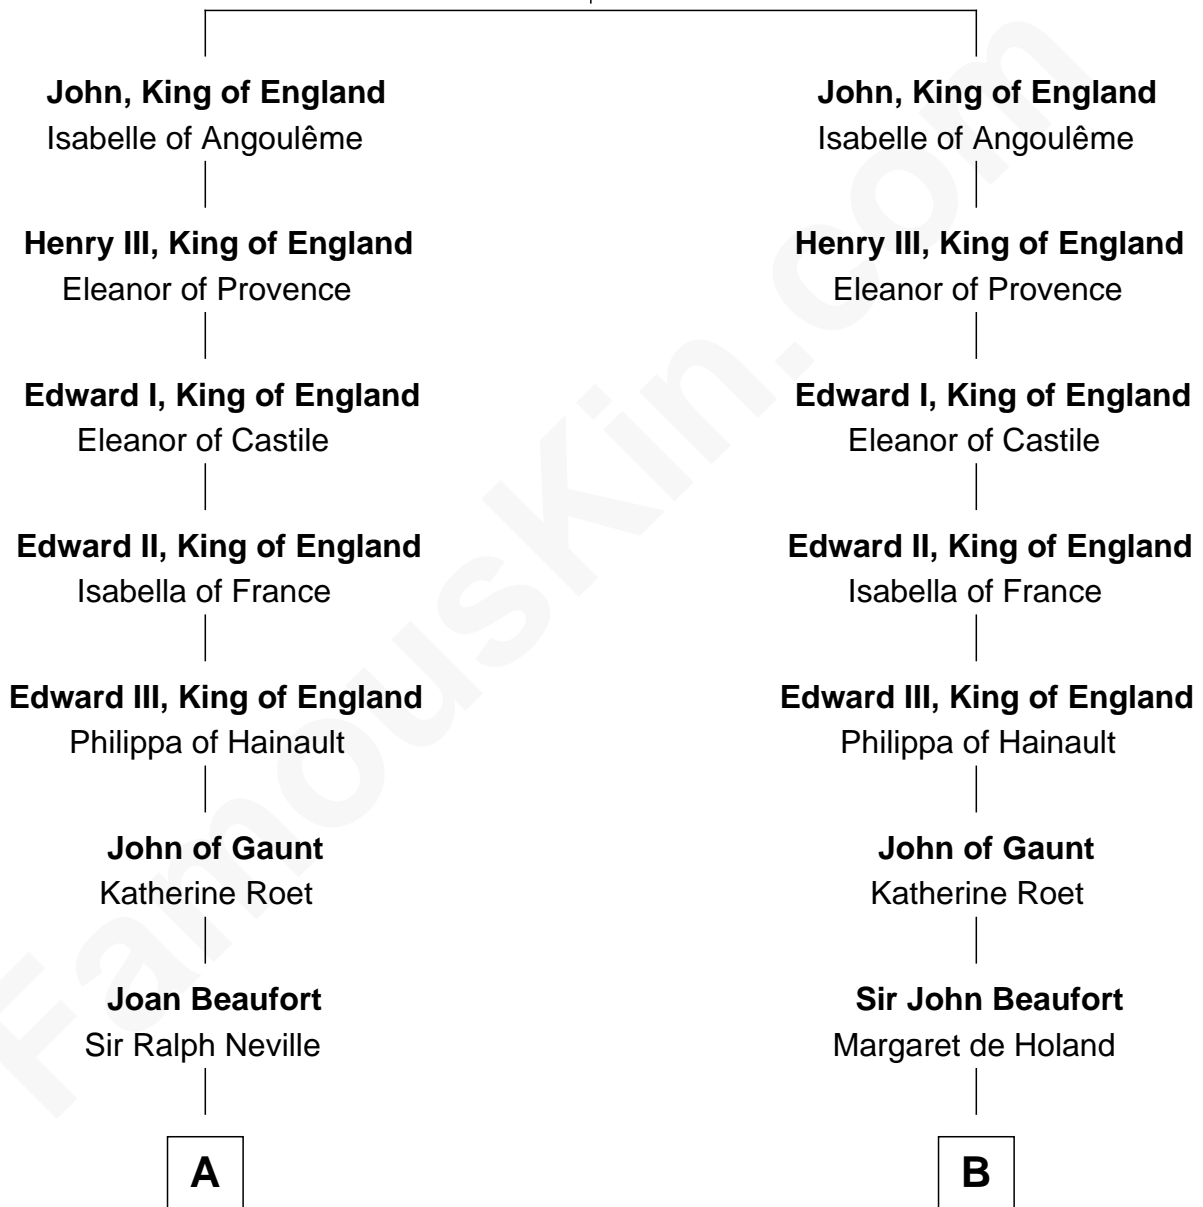 John, King of England
Isabelle of Angoulême
Henry III, King of England
Eleanor of Provence
Edward I, King of England
Eleanor of Castile
Edward II, King of England
Isabella of France
Edward III, King of England
Philippa of Hainault
John of Gaunt
Katherine Roet
Joan Beaufort
Sir Ralph Neville
A
John, King of England
Isabelle of Angoulême
Henry III, King of England
Eleanor of Provence
Edward I, King of England
Eleanor of Castile
Edward II, King of England
Isabella of France
Edward III, King of England
Philippa of Hainault
John of Gaunt
Katherine Roet
Sir John Beaufort
Margaret de Holand
B
FamousKin.com